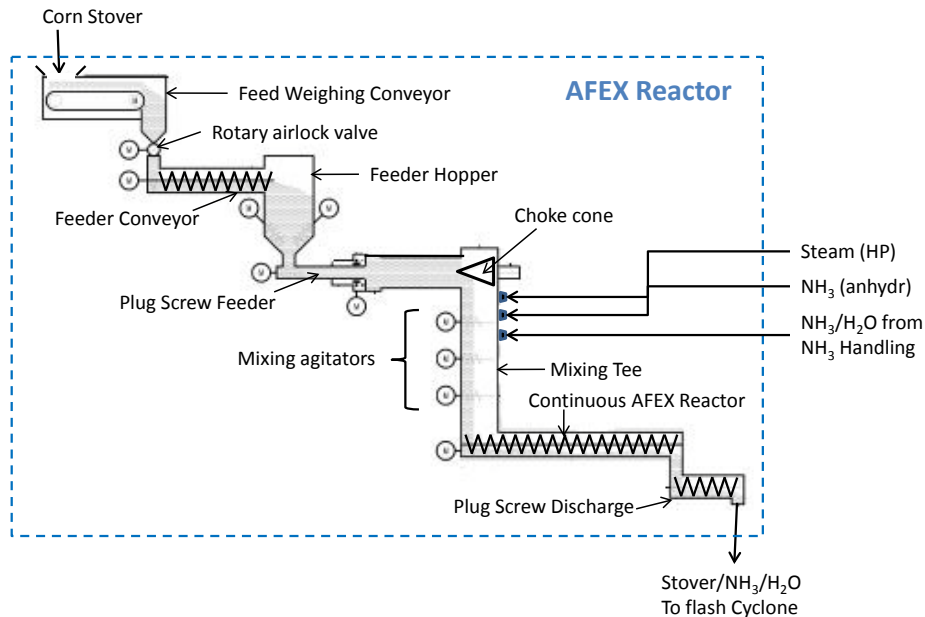 Corn Stover
AFEX Reactor
Feed Weighing Conveyor
Rotary airlock valve
Feeder Hopper
Feeder Conveyor
Choke cone
Steam (HP)
NH₃ (anhydr)
Plug Screw Feeder
NH₃/H₂O from
NH₃ Handling
Mixing agitators
Mixing Tee
Continuous AFEX Reactor
Plug Screw Discharge
Stover/NH₃/H₂O
To flash Cyclone